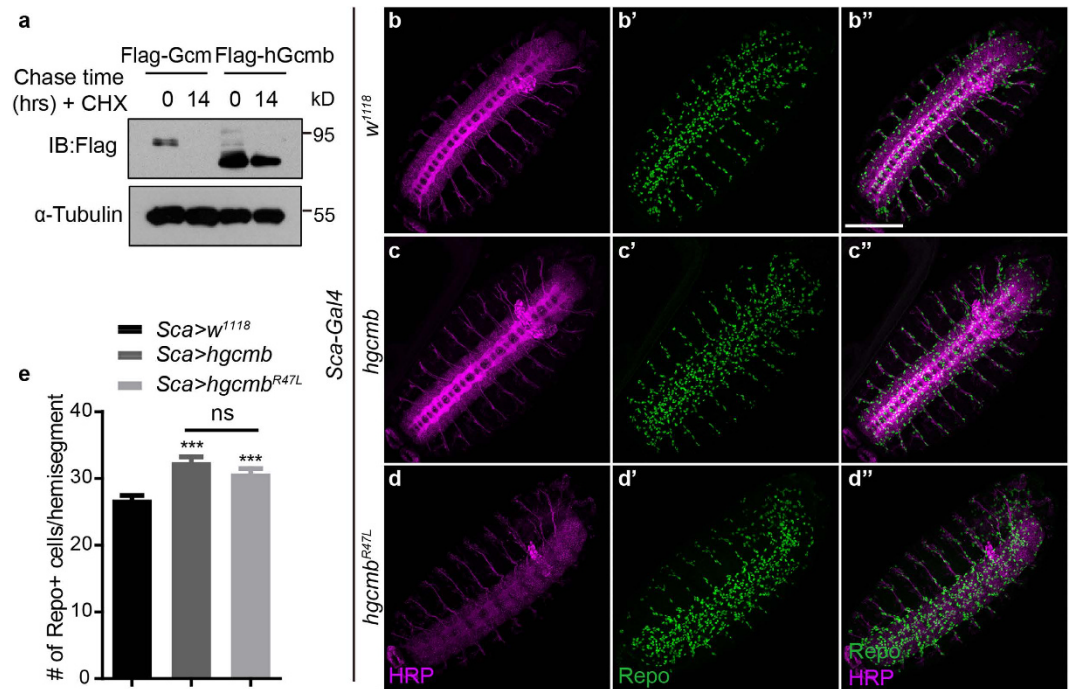 a
Flag-Gcm Flag-hGcmb
Chase time
(hrs) + CHX 0 14 0 14 kD
IB:Flag 95
α-Tubulin 55
Sca>w1118
Sca>hgcmb
Sca>hgcmbR47L
e
ns
*** ***
# of Repo+ cells/hemisegment
40
30
20
10
0
Sca-Gal4
w1118
b b' b"
hgcmb
c c' c"
hgcmbR47L
d d' d"
HRP Repo Repo
HRP